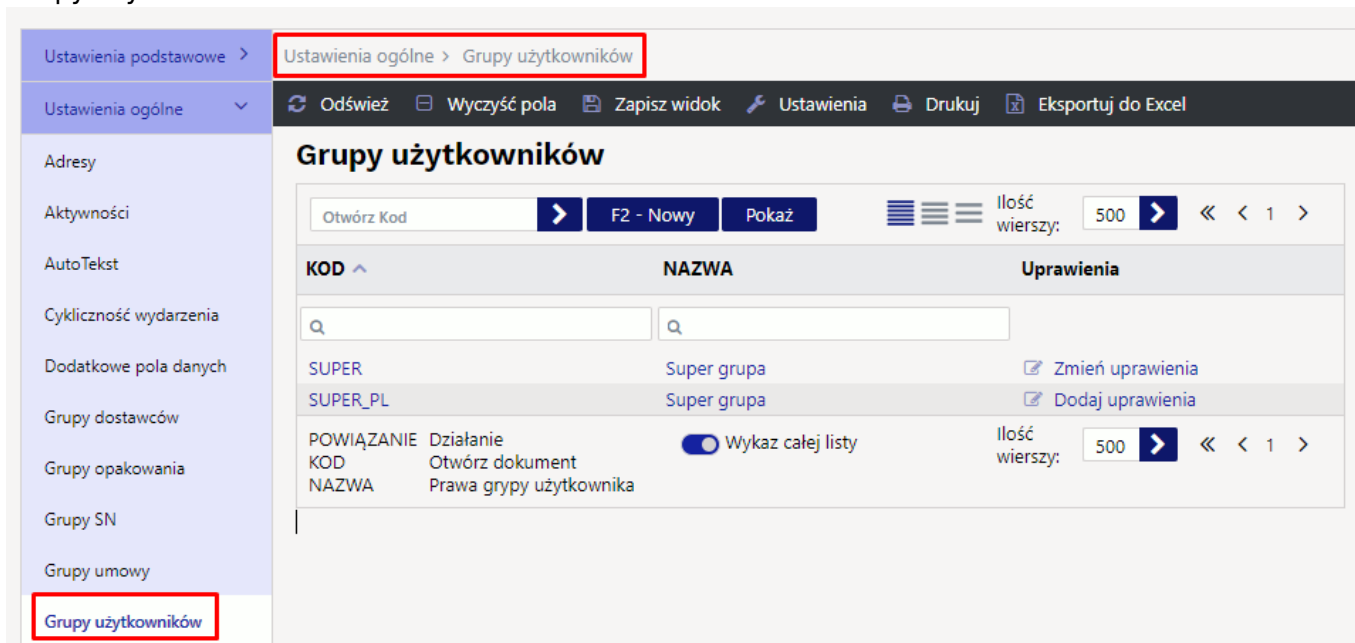 Ustawienia podstawowe >
Ustawienia ogólne > Grupy użytkowników
Ustawienia ogólne
Odśwież Wyczyść pola Zapisz widok Ustawienia Drukuj Eksportuj do Excel
Adresy
Aktywności
AutoTekst
Cykliczność wydarzenia
Dodatkowe pola danych
Grupy dostawców
Grupy opakowania
Grupy SN
Grupy umowy
Grupy użytkowników
Grupy użytkowników
Otwórz Kod F2 - Nowy Pokaż Ilość wierszy: 500 « < 1 >
KOD NAZWA Uprawienia
SUPER Super grupa Zmień uprawienia
SUPER_PL Super grupa Dodaj uprawienia
POWIĄZANIE Działanie Wykaz całej listy Ilość wierszy: 500 « < 1 >
KOD Otwórz dokument
NAZWA Prawa grypy użytkownika